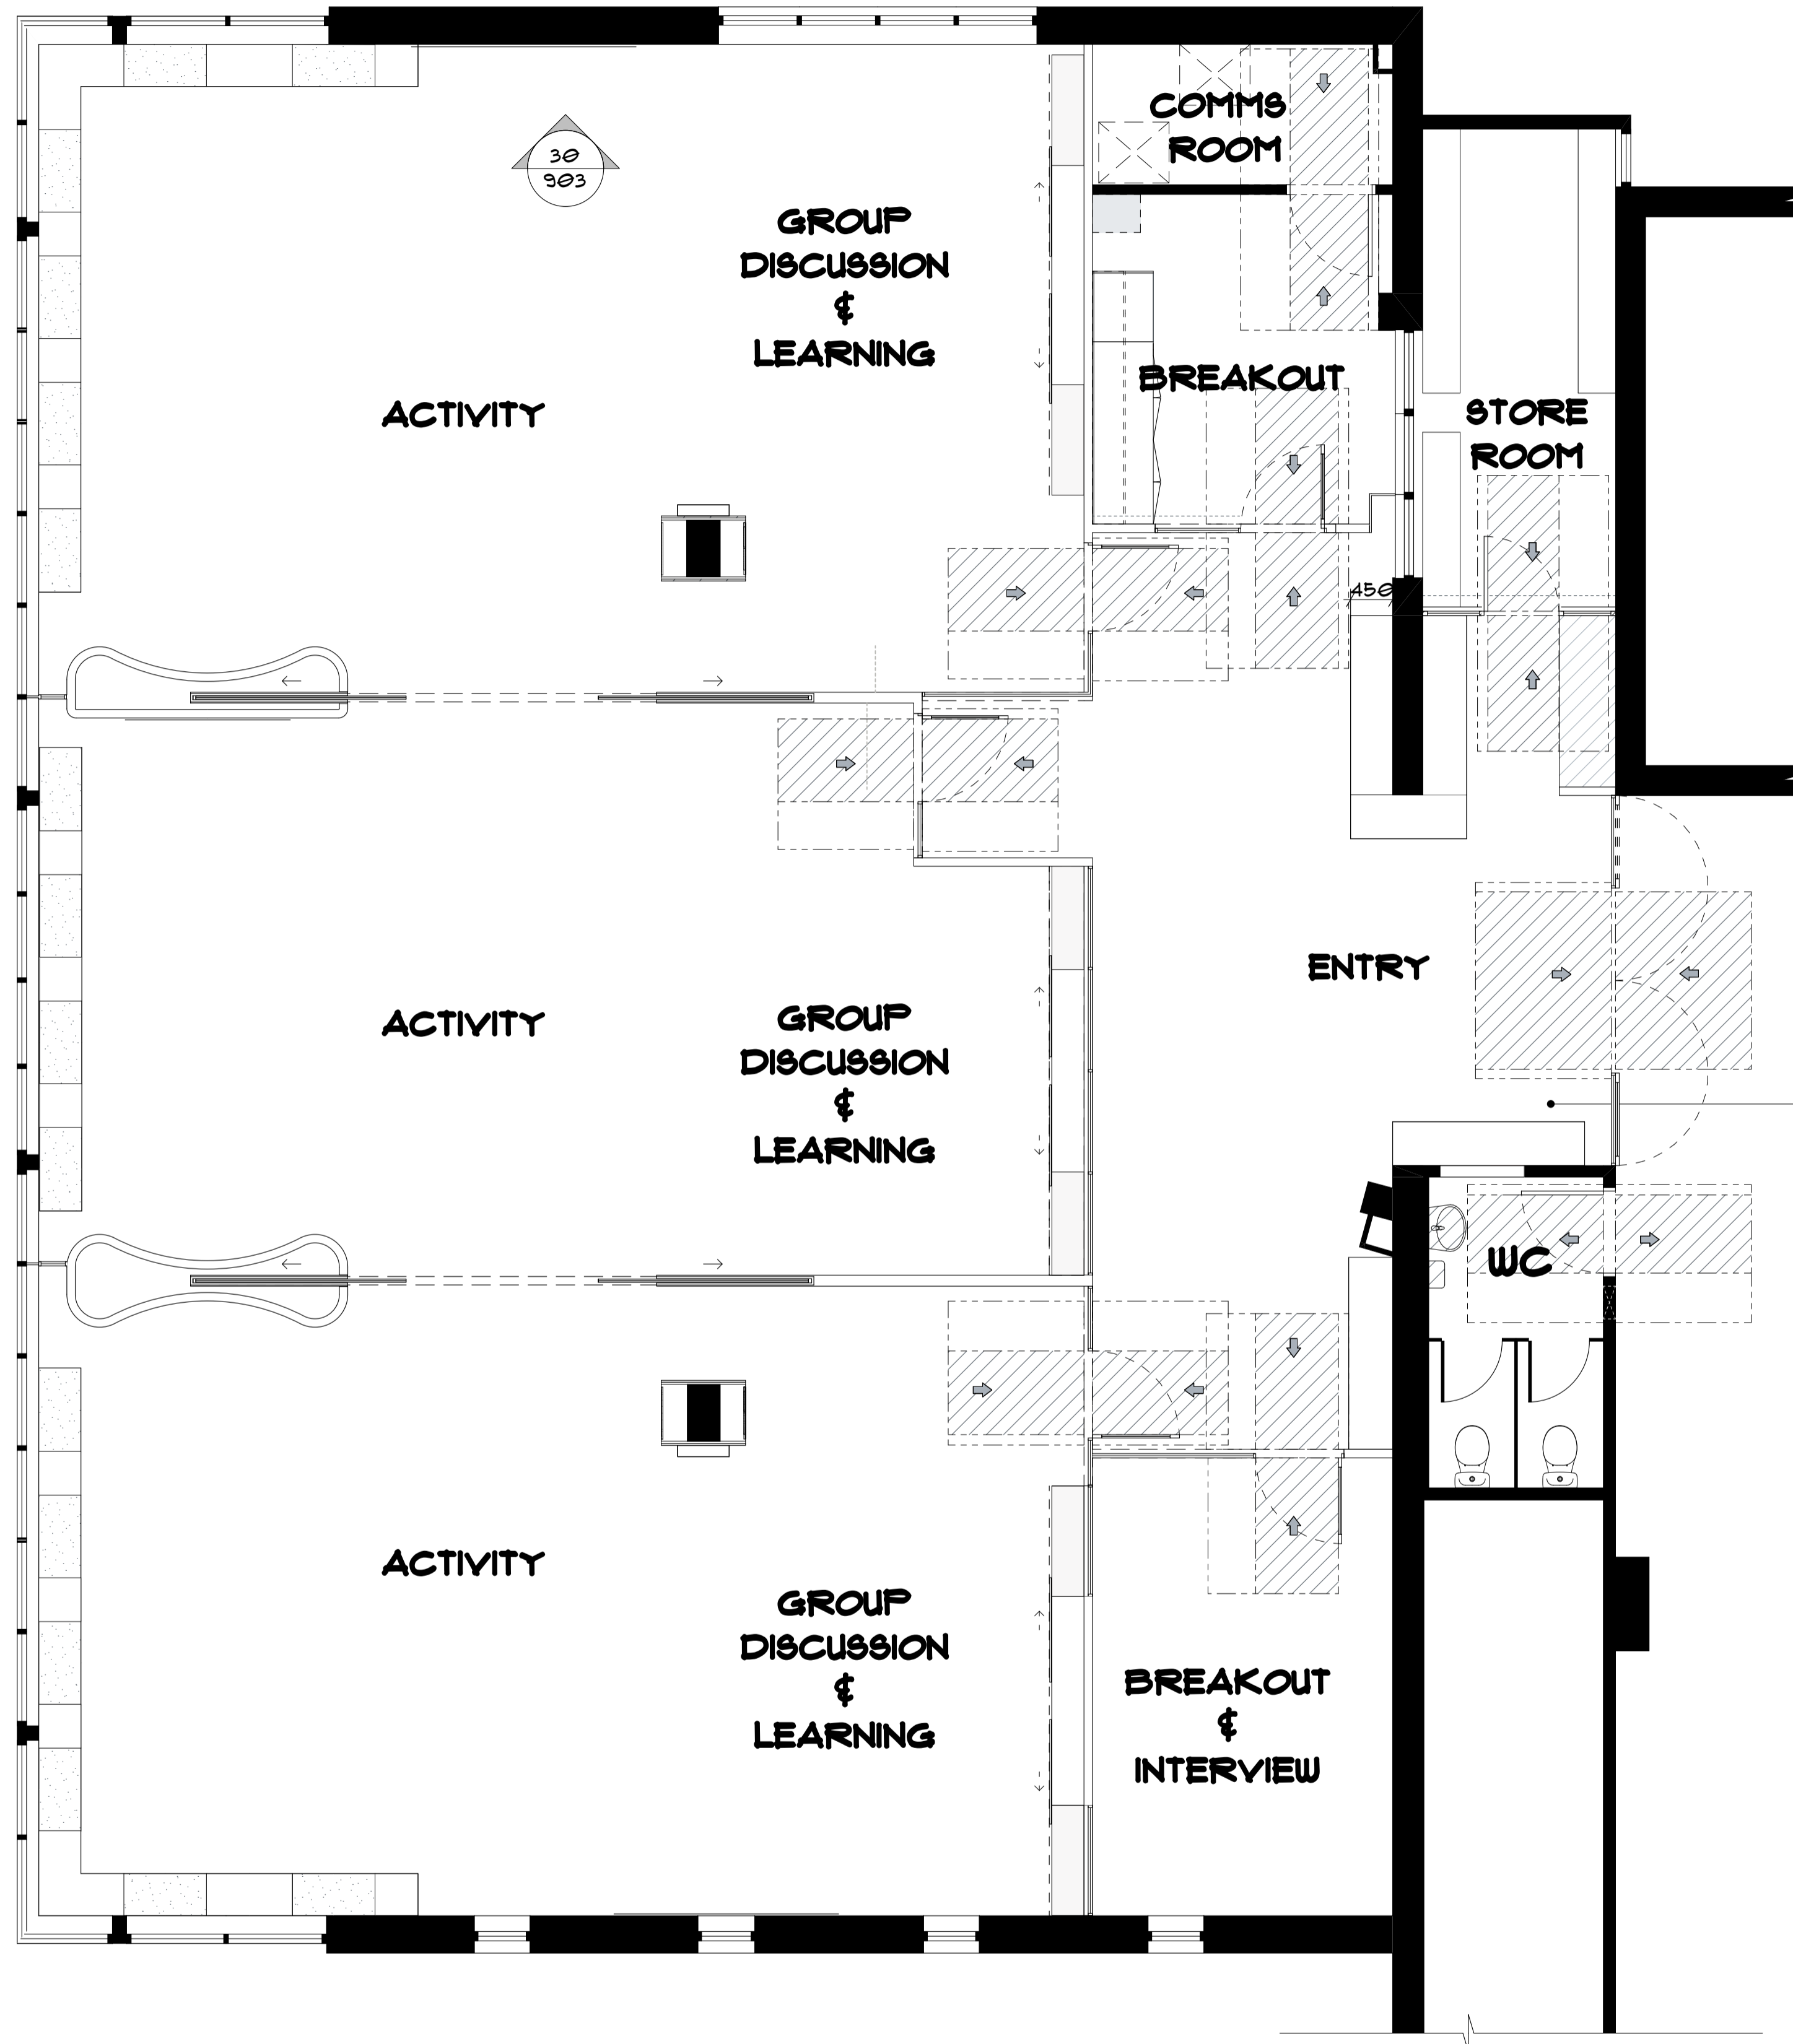 COMMS
ROOM
30
903
GROUP
DISCUSSION
&
LEARNING
BREAKOUT
ACTIVITY
STORE
ROOM
450
ENTRY
ACTIVITY
GROUP
DISCUSSION
&
LEARNING
WC
ACTIVITY
GROUP
DISCUSSION
&
LEARNING
BREAKOUT
&
INTERVIEW